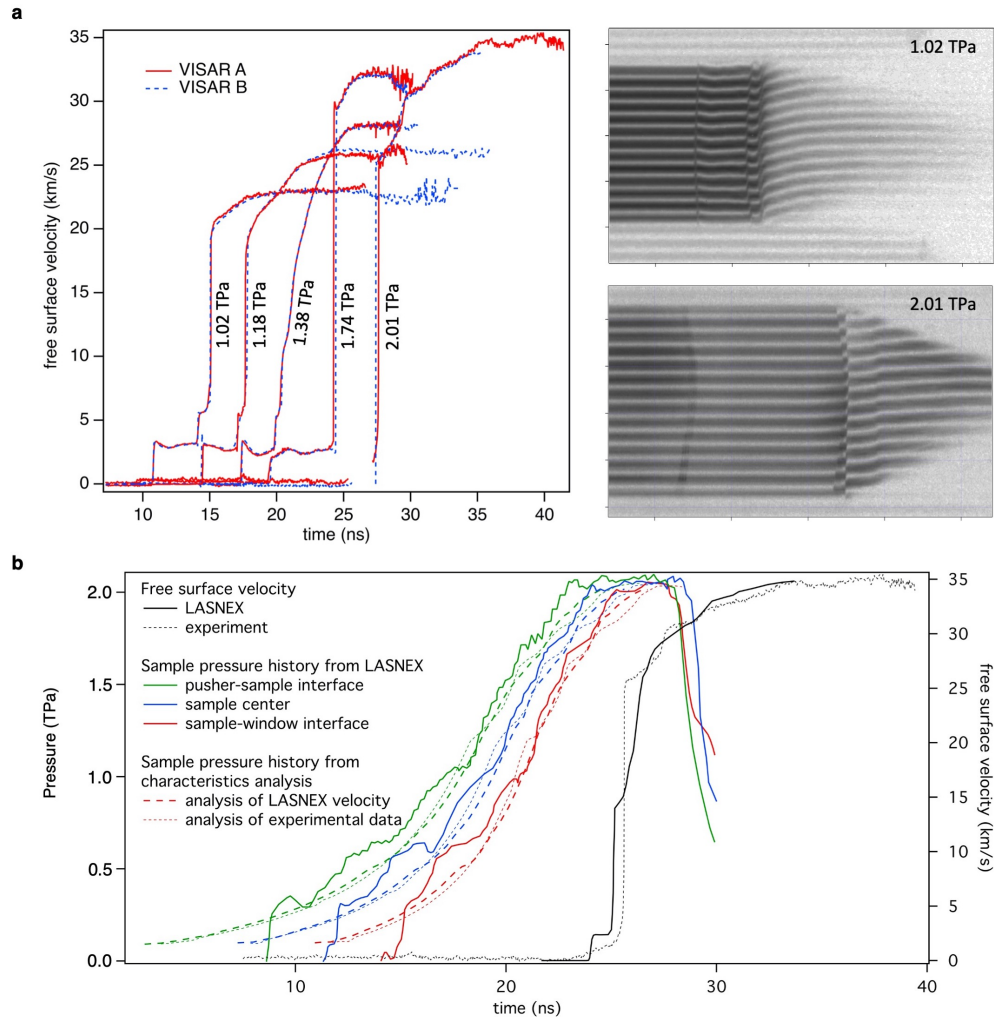 a
35
30
25
20
15
10
5
0
free surface velocity (km/s)
VISAR A
VISAR B
1.02 TPa
1.18 TPa
1.38 TPa
1.74 TPa
2.01 TPa
10
15
20
25
30
35
40
time (ns)
1.02 TPa
2.01 TPa
b
2.0
1.5
1.0
0.5
0.0
Pressure (TPa)
Free surface velocity
LASNEX
experiment
Sample pressure history from LASNEX
pusher-sample interface
sample center
sample-window interface
Sample pressure history from
characteristics analysis
analysis of LASNEX velocity
analysis of experimental data
35
30
25
20
15
10
5
0
free surface velocity (km/s)
10
20
30
40
time (ns)